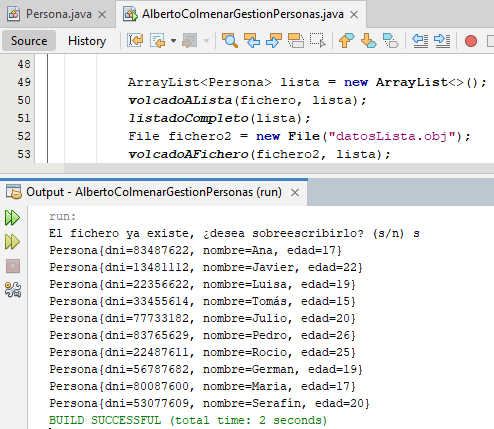 Persona.java × AlbertoColmenarGestionPersonas.java ×
Source History
48
49 ArrayList<Persona> lista = new ArrayList<>();
50 volcadoALista(fichero, lista);
51 listadoCompleto(lista);
52 File fichero2 = new File("datosLista.obj");
53 volcadoAFichero(fichero2, lista);
Output - AlbertoColmenarGestionPersonas (run) ×
run:
El fichero ya existe, ¿desea sobreescribirlo? (s/n) s
Persona{dni=83487622, nombre=Ana, edad=17}
Persona{dni=13481112, nombre=Javier, edad=22}
Persona{dni=22356622, nombre=Luisa, edad=19}
Persona{dni=33455614, nombre=Tomás, edad=15}
Persona{dni=77733182, nombre=Julio, edad=20}
Persona{dni=83765629, nombre=Pedro, edad=26}
Persona{dni=22487611, nombre=Rocio, edad=25}
Persona{dni=56787682, nombre=German, edad=19}
Persona{dni=80087600, nombre=Maria, edad=17}
Persona{dni=53077609, nombre=Serafín, edad=20}
BUILD SUCCESSFUL (total time: 2 seconds)